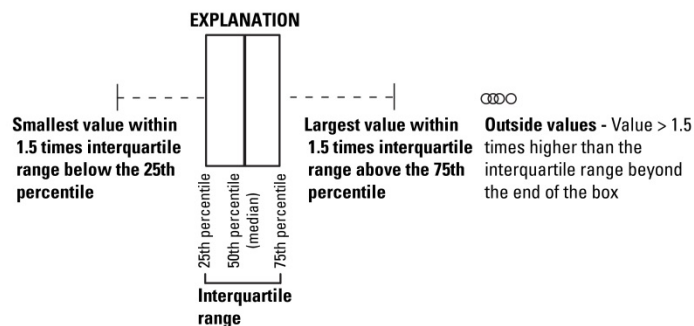 EXPLANATION
Smallest value within
1.5 times interquartile
range below the 25th
percentile
Largest value within
1.5 times interquartile
range above the 75th
percentile
Outside values - Value > 1.5
times higher than the
interquartile range beyond
the end of the box
25th percentile
50th percentile
(median)
75th percentile
Interquartile
range